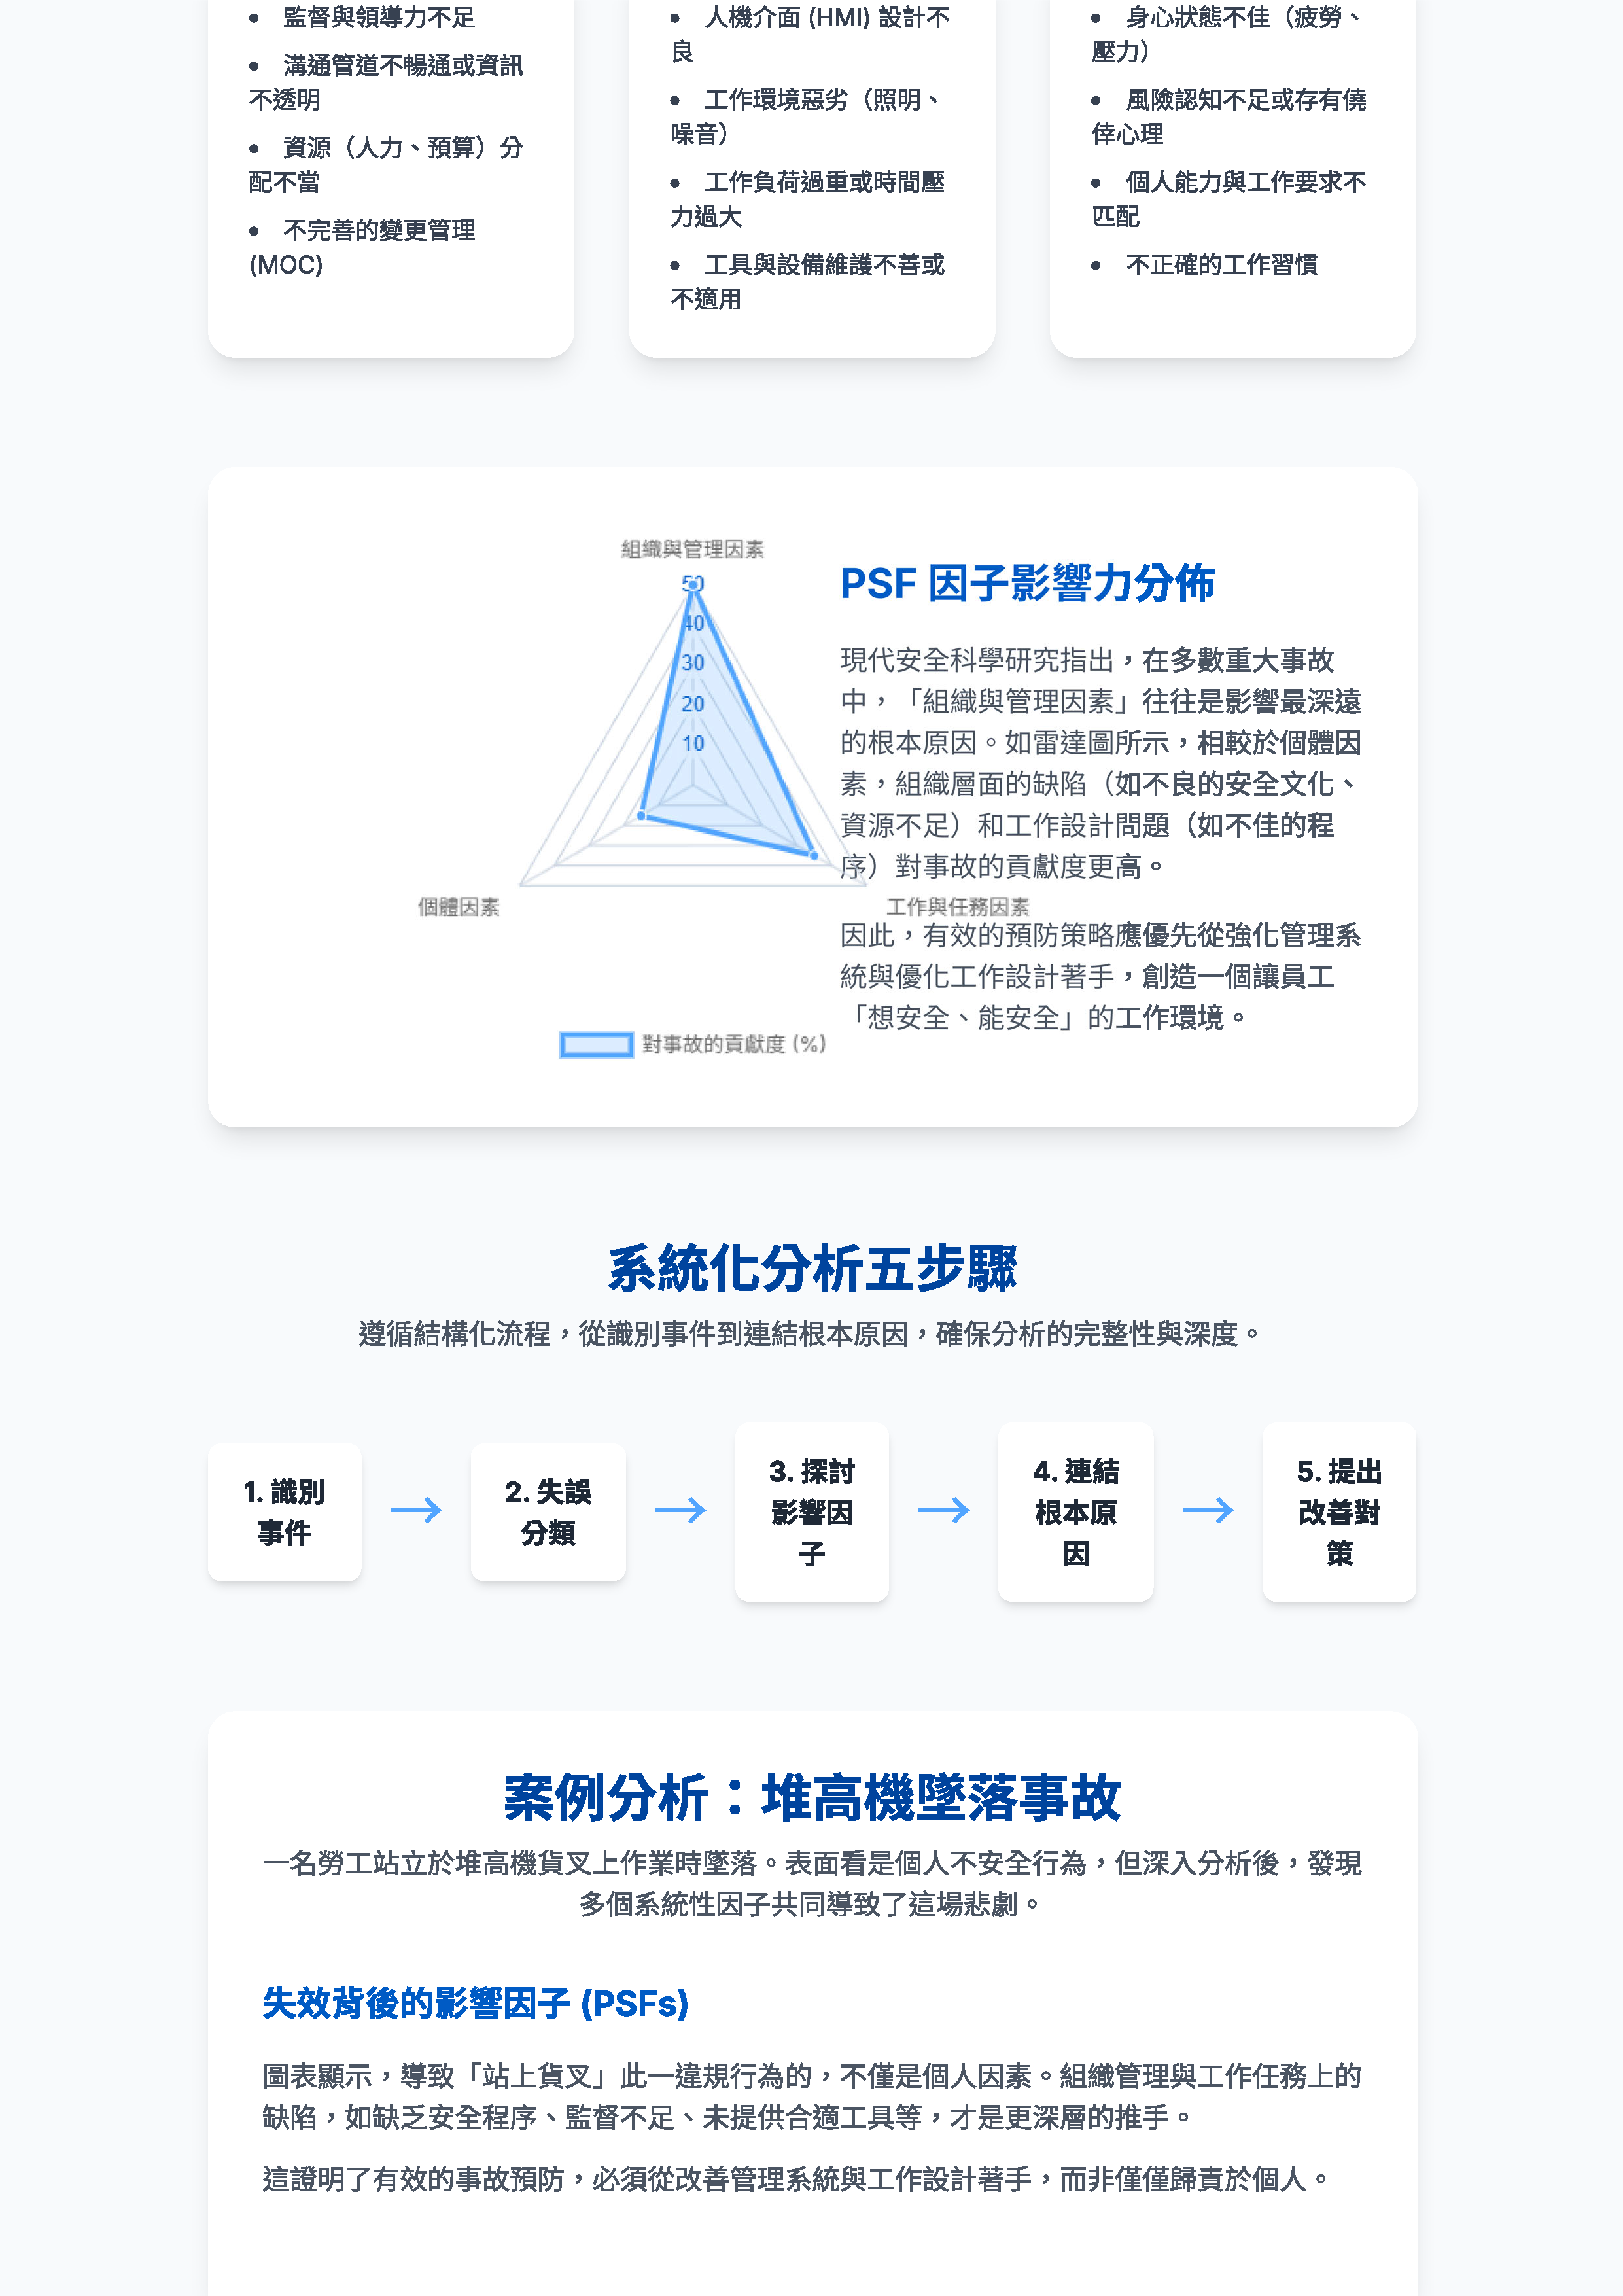 • 監督與領導力不足
• 溝通管道不暢通或資訊
不透明
• 資源（人力、預算）分
配不當
• 不完善的變更管理
(MOC)
• 人機介面 (HMI) 設計不
良
• 工作環境惡劣（照明、
噪音）
• 工作負荷過重或時間壓
力過大
• 工具與設備維護不善或
不適用
• 身心狀態不佳（疲勞、
壓力）
• 風險認知不足或存有僥
倖心理
• 個人能力與工作要求不
匹配
• 不正確的工作習慣
組織與管理因素
50
40
30
20
10
個體因素
工作與任務因素
對事故的貢獻度 (%)
PSF 因子影響力分佈
現代安全科學研究指出，在多數重大事故
中，「組織與管理因素」往往是影響最深遠
的根本原因。如雷達圖所示，相較於個體因
素，組織層面的缺陷（如不良的安全文化、
資源不足）和工作設計問題（如不佳的程
序）對事故的貢獻度更高。
因此，有效的預防策略應優先從強化管理系
統與優化工作設計著手，創造一個讓員工
「想安全、能安全」的工作環境。
系統化分析五步驟
遵循結構化流程，從識別事件到連結根本原因，確保分析的完整性與深度。
1. 識別
事件
→
2. 失誤
分類
→
3. 探討
影響因
子
→
4. 連結
根本原
因
→
5. 提出
改善對
策
案例分析：堆高機墜落事故
一名勞工站立於堆高機貨叉上作業時墜落。表面看是個人不安全行為，但深入分析後，發現
多個系統性因子共同導致了這場悲劇。
失效背後的影響因子 (PSFs)
圖表顯示，導致「站上貨叉」此一違規行為的，不僅是個人因素。組織管理與工作任務上的
缺陷，如缺乏安全程序、監督不足、未提供合適工具等，才是更深層的推手。
這證明了有效的事故預防，必須從改善管理系統與工作設計著手，而非僅僅歸責於個人。